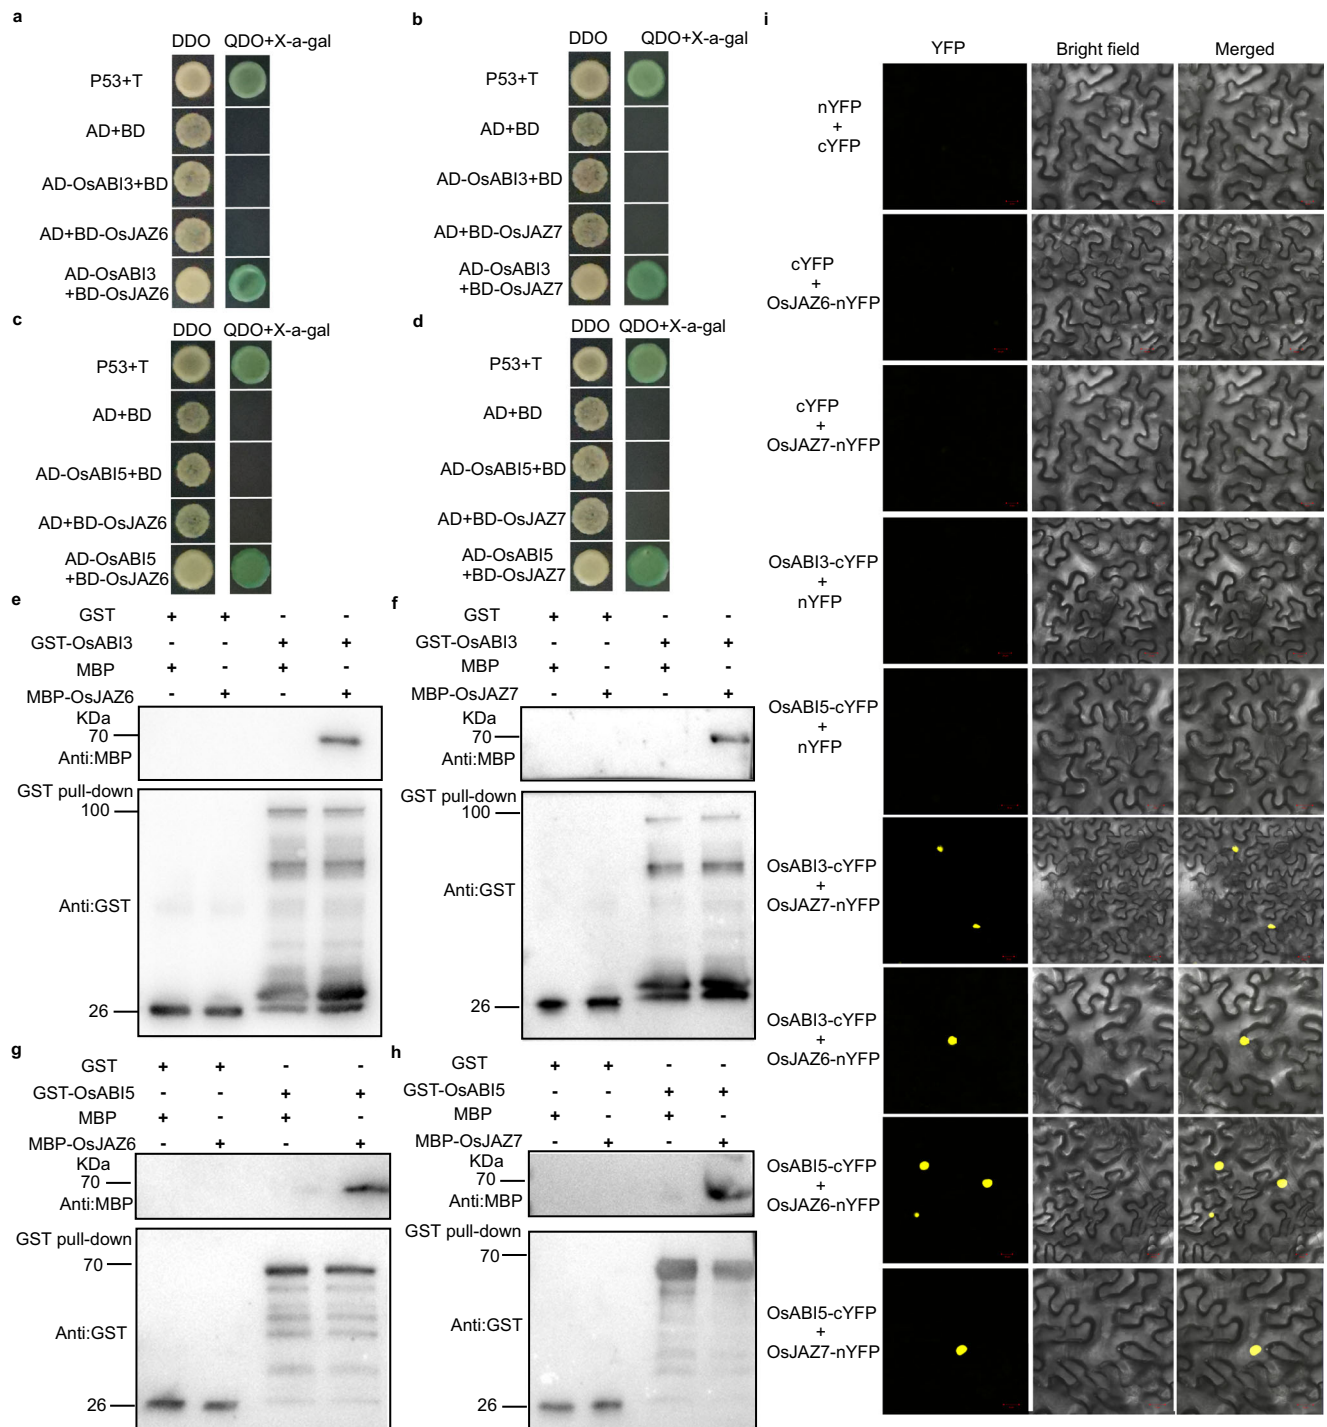 a
DDO QDO+X-a-gal
P53+T
AD+BD
AD-OsABI3+BD
AD+BD-OsJAZ6
AD-OsABI3
+BD-OsJAZ6
b
DDO QDO+X-a-gal
P53+T
AD+BD
AD-OsABI3+BD
AD+BD-OsJAZ7
AD-OsABI3
+BD-OsJAZ7
c
DDO QDO+X-a-gal
P53+T
AD+BD
AD-OsABI5+BD
AD+BD-OsJAZ6
AD-OsABI5
+BD-OsJAZ6
d
DDO QDO+X-a-gal
P53+T
AD+BD
AD-OsABI5+BD
AD+BD-OsJAZ7
AD-OsABI5
+BD-OsJAZ7
e
GST + + - -
GST-OsABI3 - - + +
MBP + - + -
MBP-OsJAZ6 - + - +
KDa
70
Anti:MBP
GST pull-down
100
Anti:GST
26
f
GST + + - -
GST-OsABI3 - - + +
MBP + - + -
MBP-OsJAZ7 - + - +
KDa
70
Anti:MBP
GST pull-down
100
Anti:GST
26
g
GST + + - -
GST-OsABI5 - - + +
MBP + - + -
MBP-OsJAZ6 - + - +
KDa
70
Anti:MBP
GST pull-down
70
Anti:GST
26
h
GST + + - -
GST-OsABI5 - - + +
MBP + - + -
MBP-OsJAZ7 - + - +
KDa
70
Anti:MBP
GST pull-down
70
Anti:GST
26
i
YFP Bright field Merged
nYFP
+
cYFP
cYFP
+
OsJAZ6-nYFP
cYFP
+
OsJAZ7-nYFP
OsABI3-cYFP
+
nYFP
OsABI5-cYFP
+
nYFP
OsABI3-cYFP
+
OsJAZ7-nYFP
OsABI3-cYFP
+
OsJAZ6-nYFP
OsABI5-cYFP
+
OsJAZ6-nYFP
OsABI5-cYFP
+
OsJAZ7-nYFP